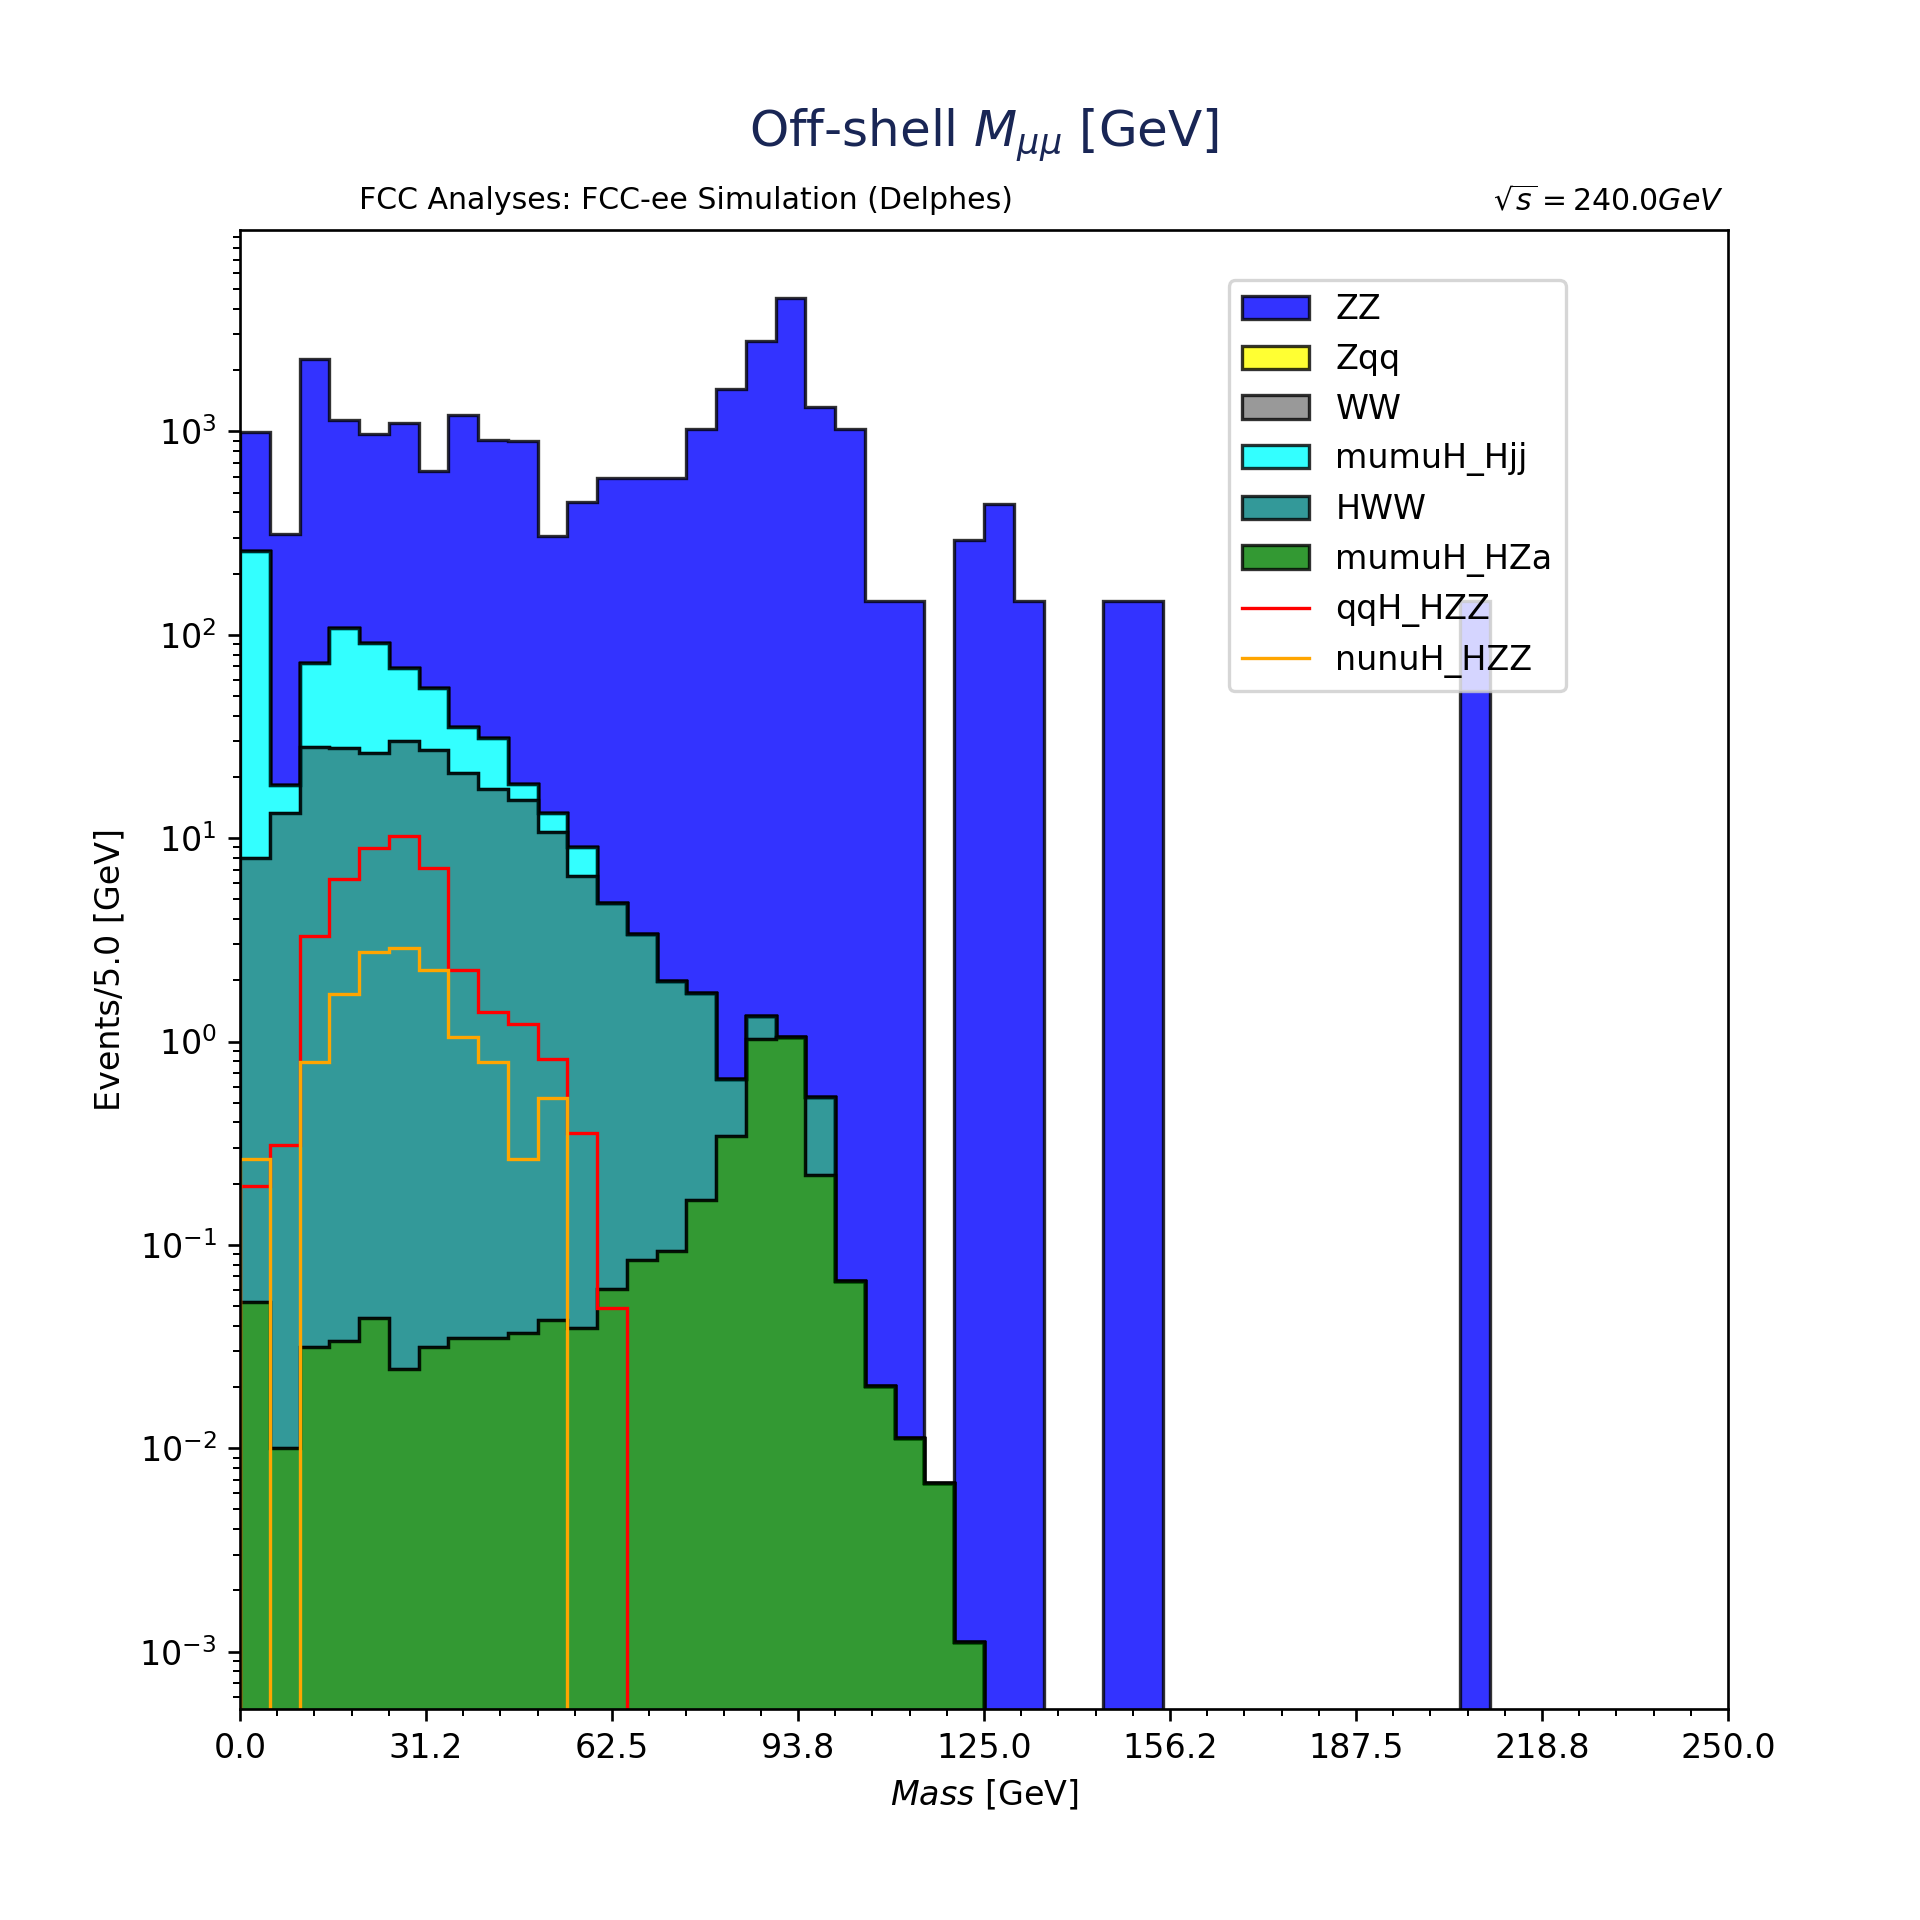 Off-shell $M_{\mu\mu}$ [GeV]
FCC Analyses: FCC-ee Simulation (Delphes)
$\sqrt{s} = 240.0GeV$
ZZ
Zqq
WW
mumuH_Hjj
HWW
mumuH_HZa
qqH_HZZ
nunuH_HZZ
Events/5.0 [GeV]
$10^{3}$
$10^{2}$
$10^{1}$
$10^{0}$
$10^{-1}$
$10^{-2}$
$10^{-3}$
0.0 31.2 62.5 93.8 125.0 156.2 187.5 218.8 250.0
Mass [GeV]